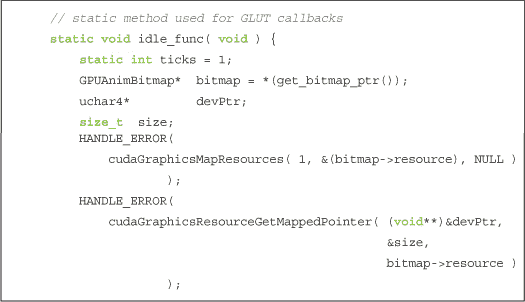 // static method used for GLUT callbacks
static void idle_func( void ) {
static int ticks = 1;
GPUAnimBitmap* bitmap = *(get_bitmap_ptr());
uchar4* devPtr;
size_t size;
HANDLE_ERROR(
cudaGraphicsMapResources( 1, &(bitmap->resource), NULL )
);
HANDLE_ERROR(
cudaGraphicsResourceGetMappedPointer( (void**)&devPtr,
&size,
bitmap->resource )
);